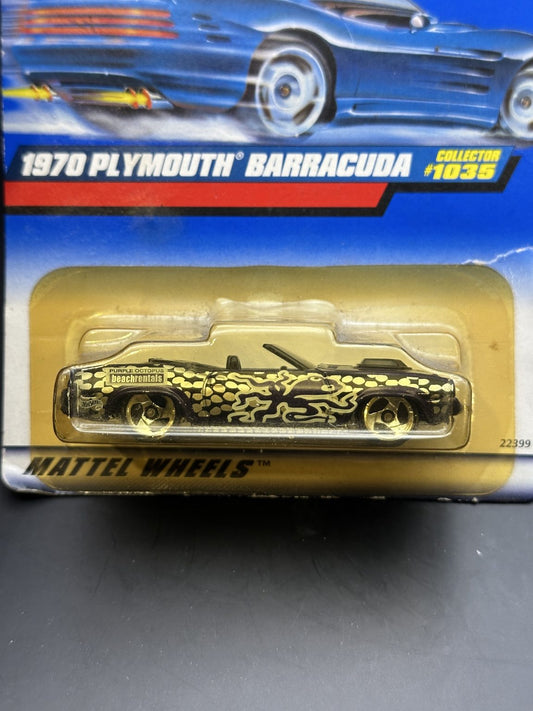 1970 PLYMOUTH® BARRACUDA
COLLECTOR
#1035
PURPLE OCTOPUS
beachrentals
22399
MATTEL WHEELS™